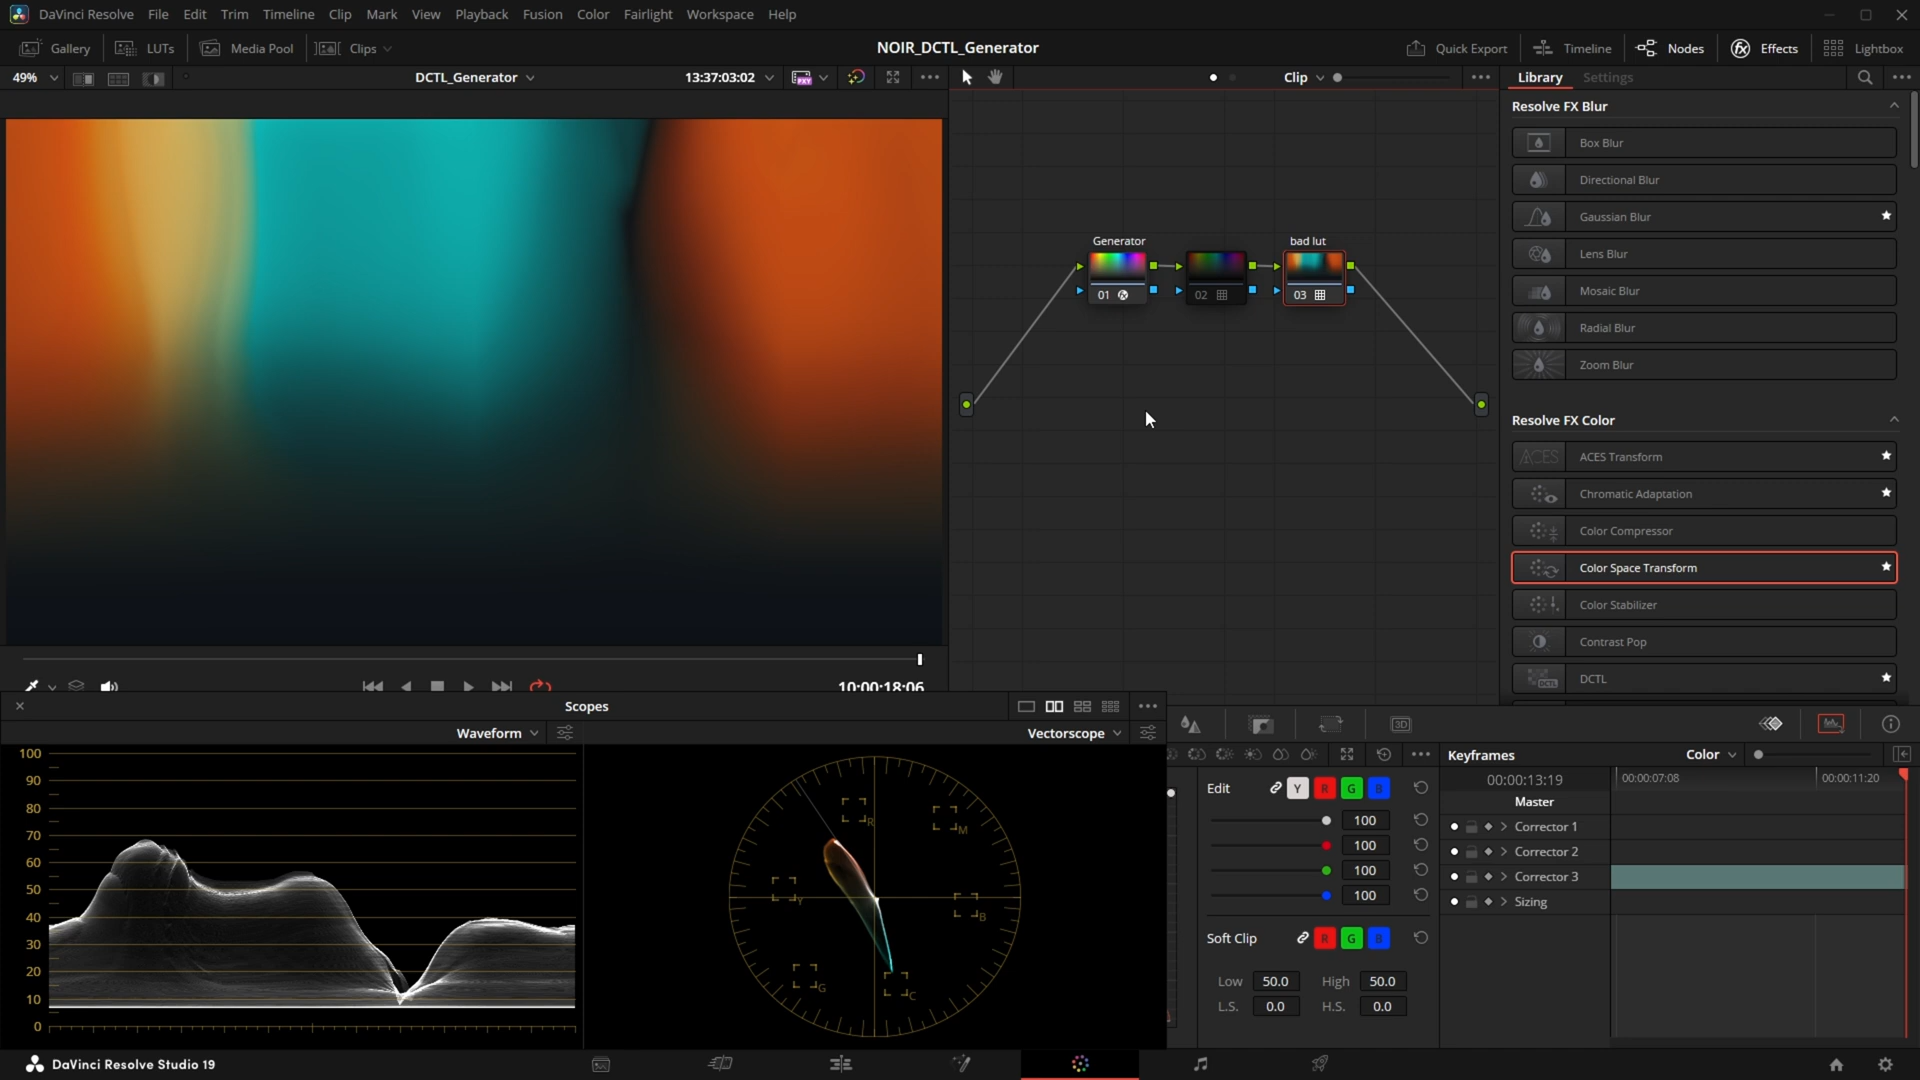 DaVinci Resolve File Edit Trim Timeline Clip Mark View Playback Fusion Color Fairlight Workspace Help
Gallery LUTs Media Pool Clips NOIR_DCTL_Generator Quick Export Timeline Nodes Effects Lightbox
49% DCTL_Generator 13:37:03:02 Clip Library Settings
Resolve FX Blur
Box Blur
Directional Blur
Gaussian Blur
Lens Blur
Mosaic Blur
Radial Blur
Zoom Blur
Resolve FX Color
ACES Transform
Chromatic Adaptation
Color Compressor
Color Space Transform
Color Stabilizer
Contrast Pop
DCTL
Generator bad lut
01 02 03
10:00:18:06
Scopes
Waveform Vectorscope
100
90
80
70
60
50
40
30
20
10
0
R
M
Y
B
G
C
3D
Edit Y R G B
100
100
100
100
Soft Clip R G B
Low 50.0 High 50.0
L.S. 0.0 H.S. 0.0
Keyframes Color
00:00:13:19 00:00:07:08 00:00:11:20
Master
Corrector 1
Corrector 2
Corrector 3
Sizing
DaVinci Resolve Studio 19